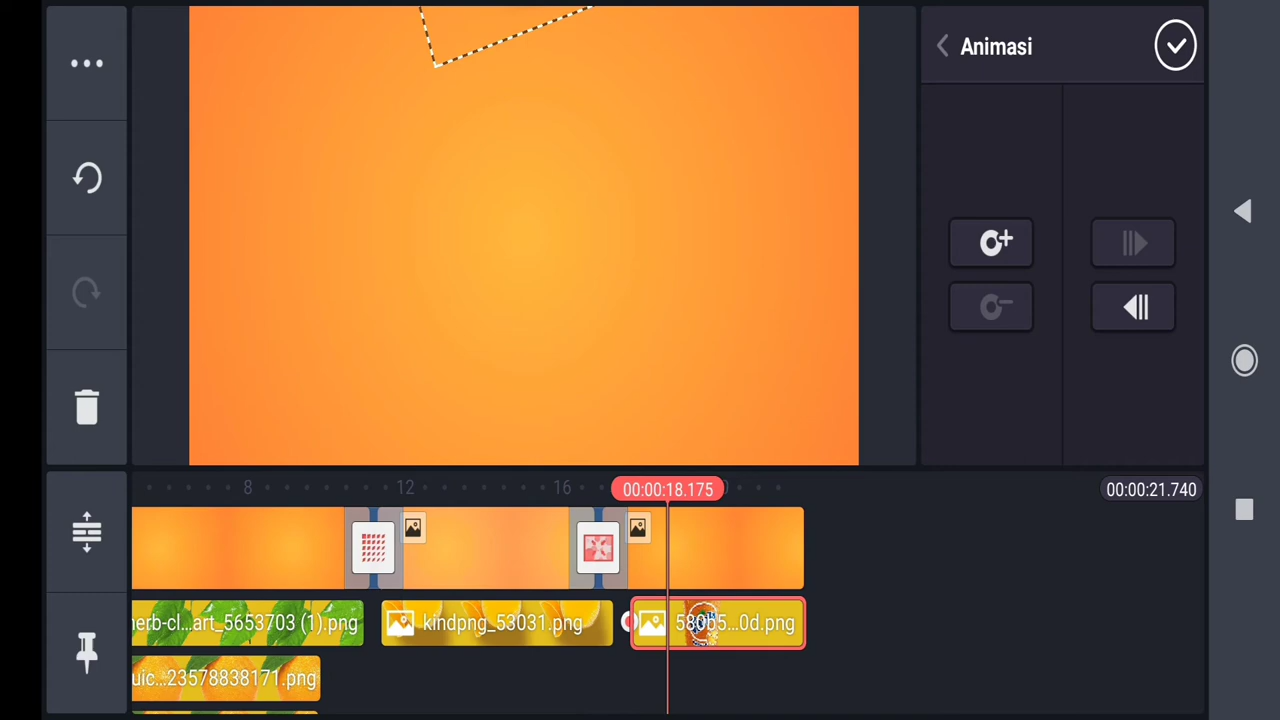 Animasi
8
12
16
00:00:18.175
00:00:21.740
herb-cl...art_5653703 (1).png
kindpng_53031.png
580b5...0d.png
uic...23578838171.png